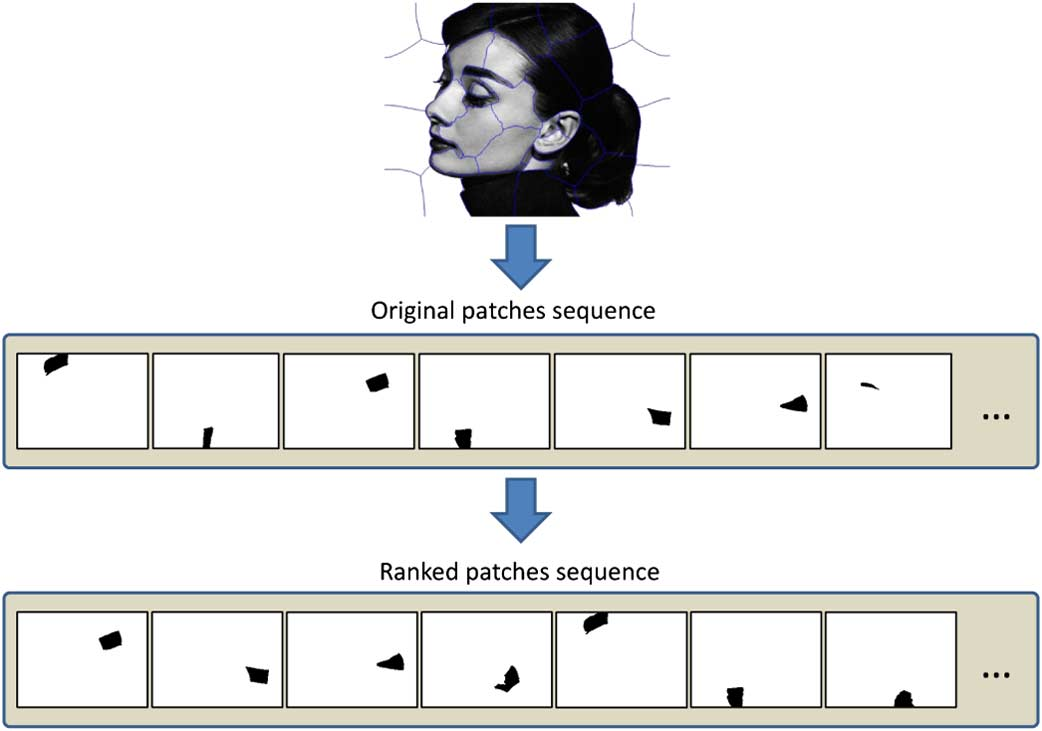 Original patches sequence
...
Ranked patches sequence
...